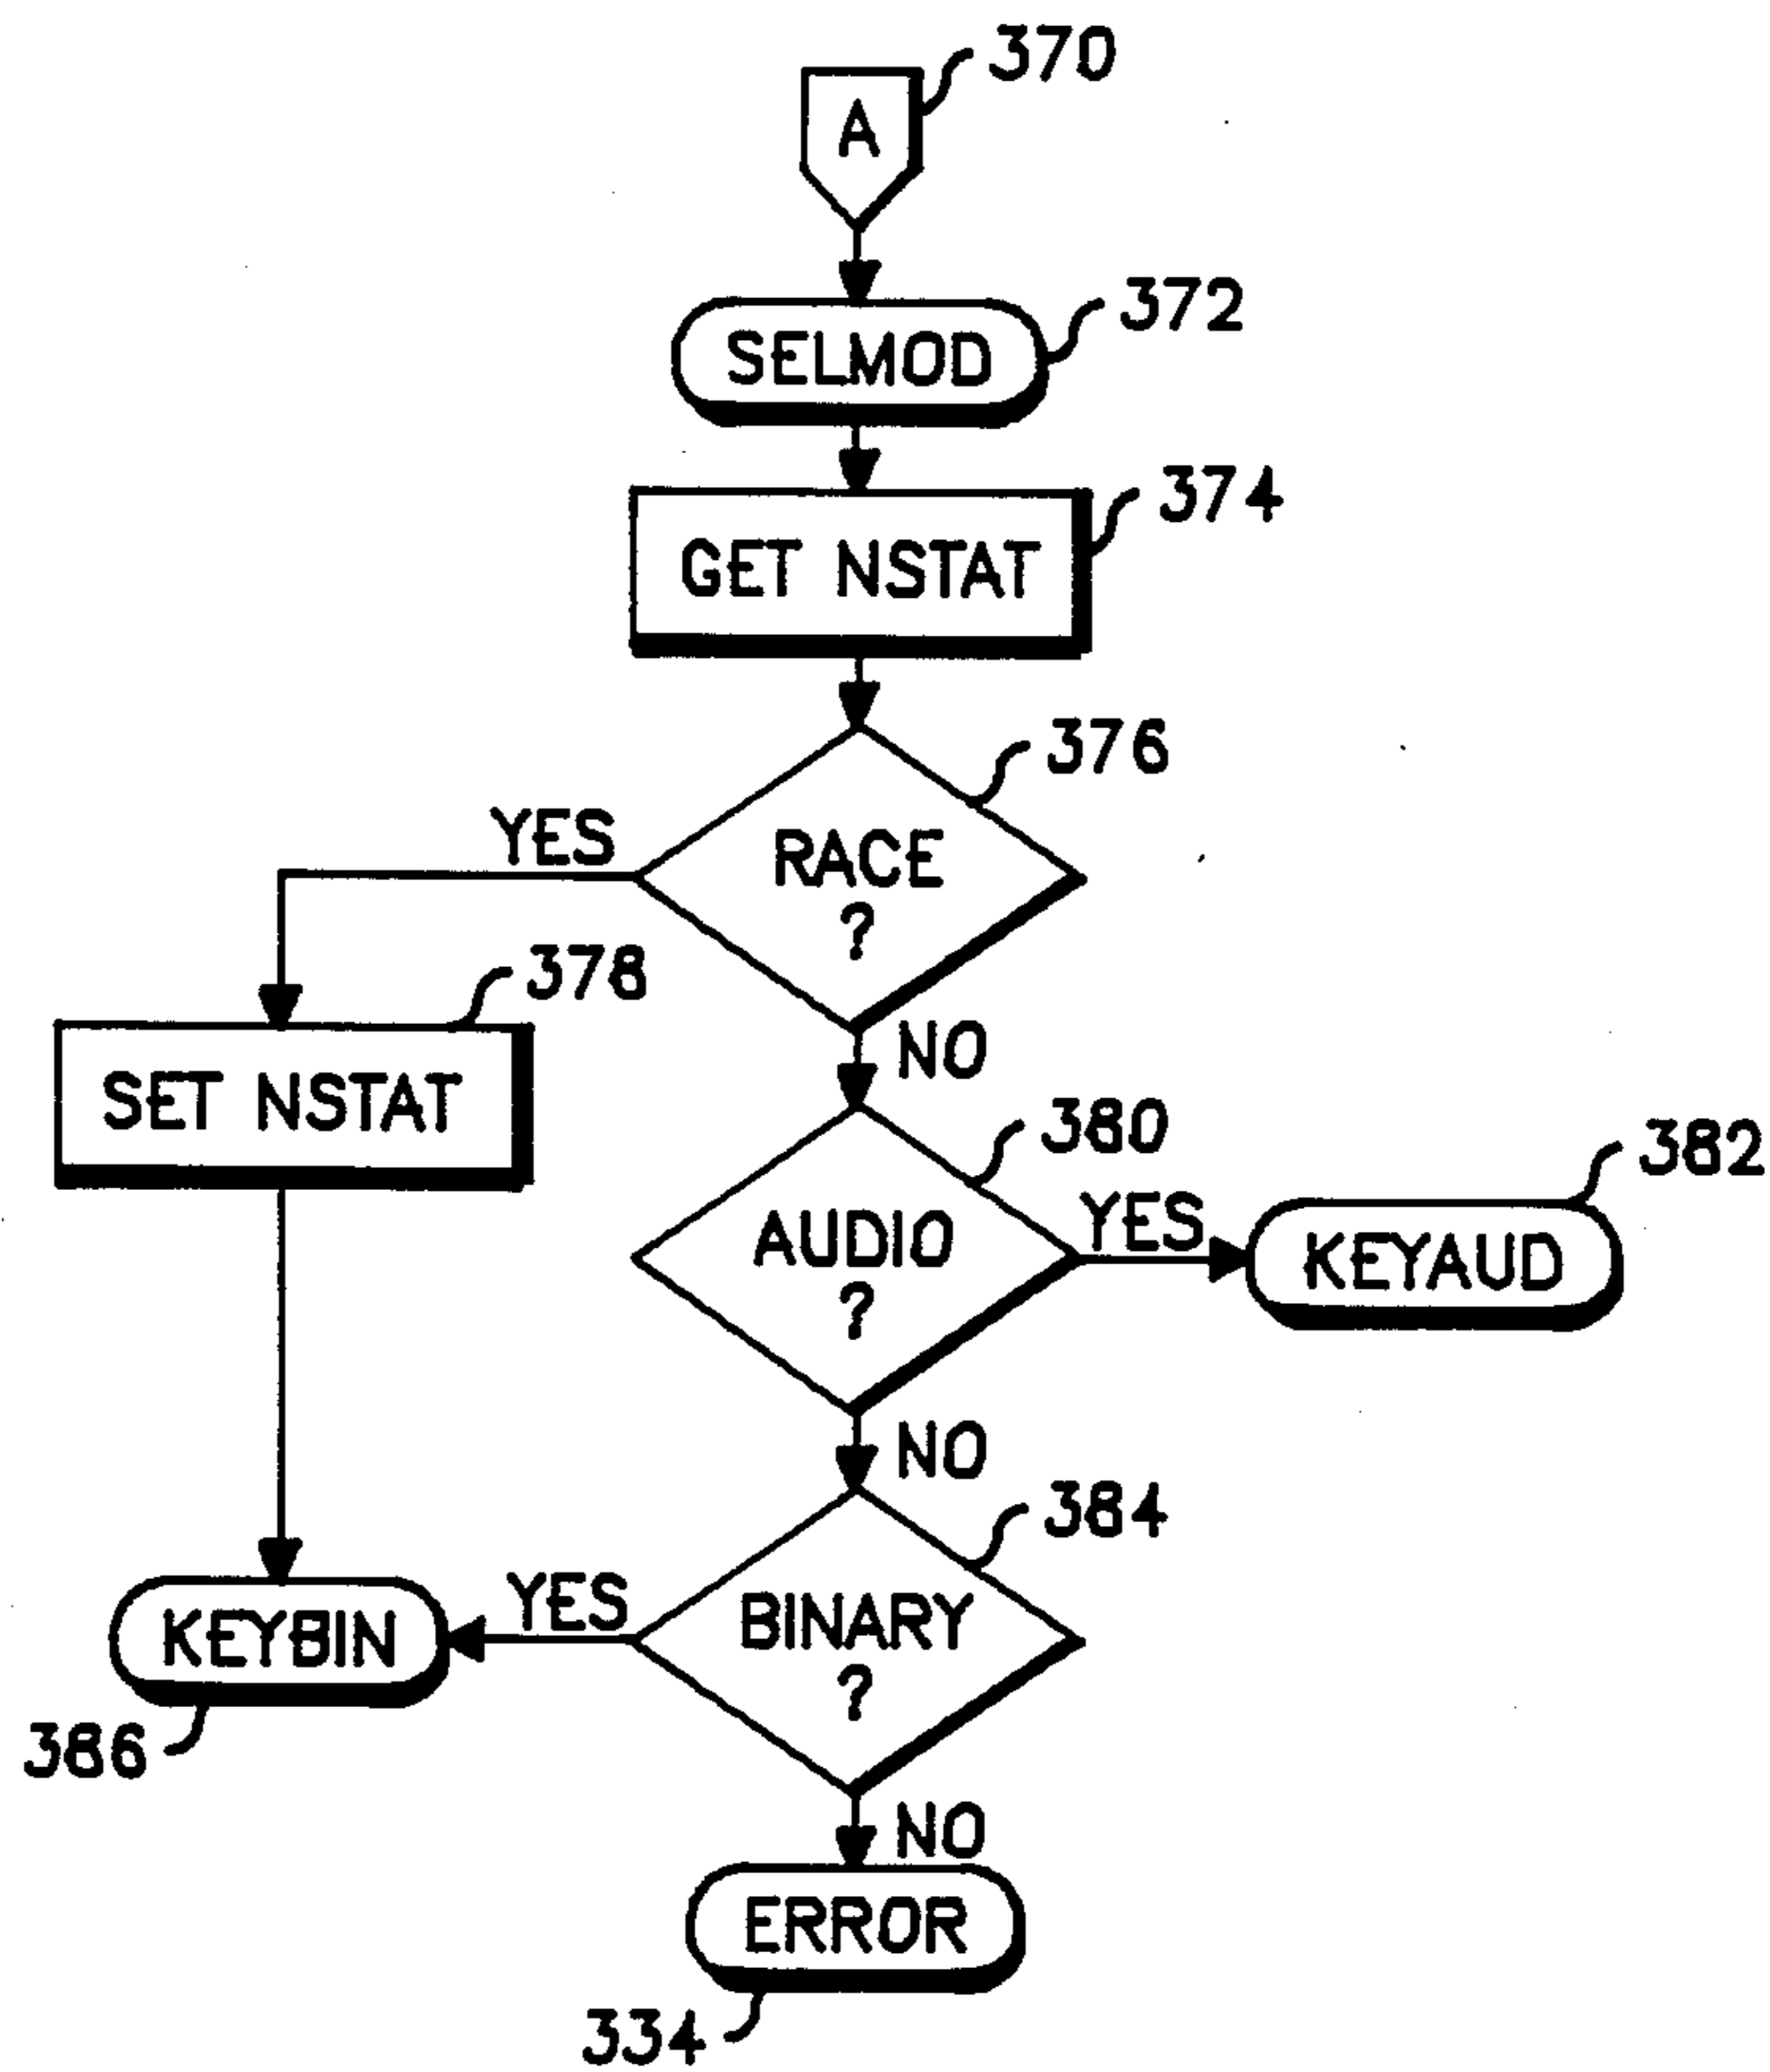 370
A
372
SELMOD
374
GET NSTAT
376
YES
RACE
?
378
NO
SET NSTAT
380
382
YES
AUDIO
?
KEYAUD
NO
384
YES
BINARY
?
KEYBIN
386
NO
ERROR
334